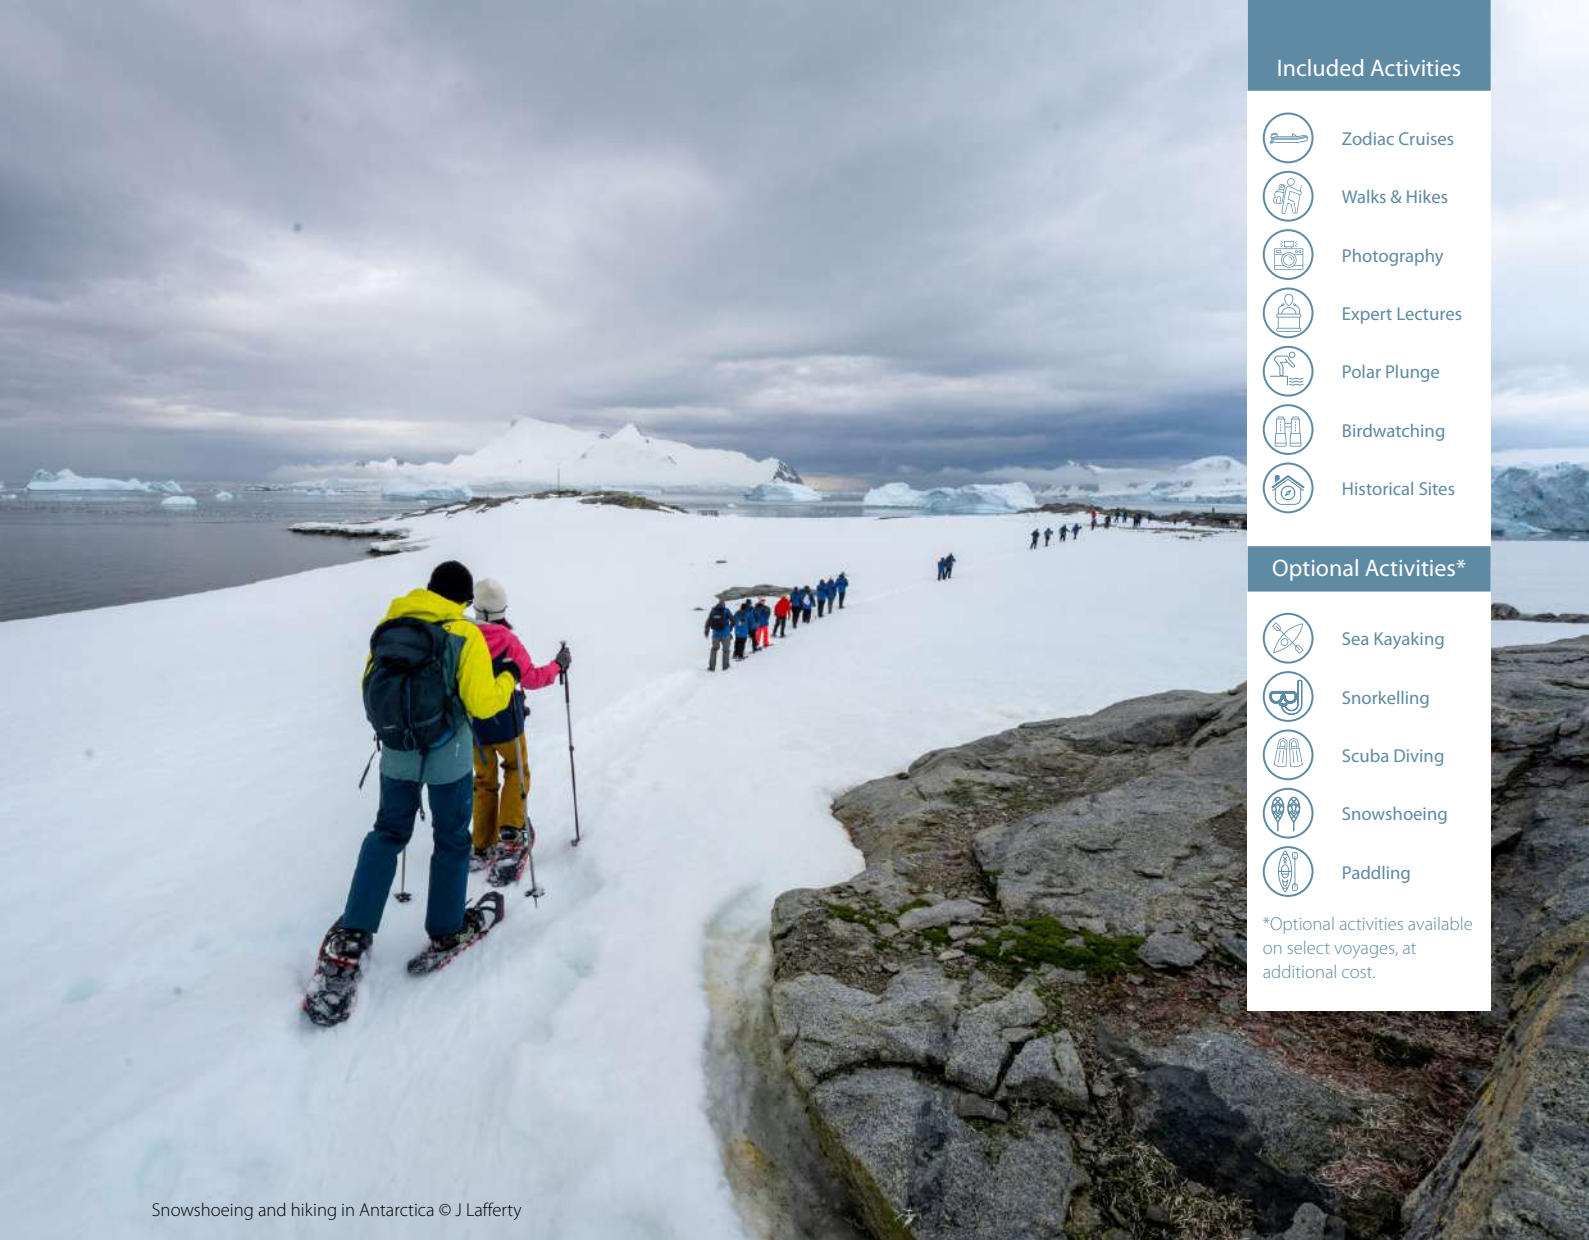 Included Activities
Zodiac Cruises
Walks & Hikes
Photography
Expert Lectures
Polar Plunge
Birdwatching
Historical Sites
Optional Activities*
Sea Kayaking
Snorkelling
Scuba Diving
Snowshoeing
Paddling
*Optional activities available
on select voyages, at
additional cost.
Snowshoeing and hiking in Antarctica © J Lafferty